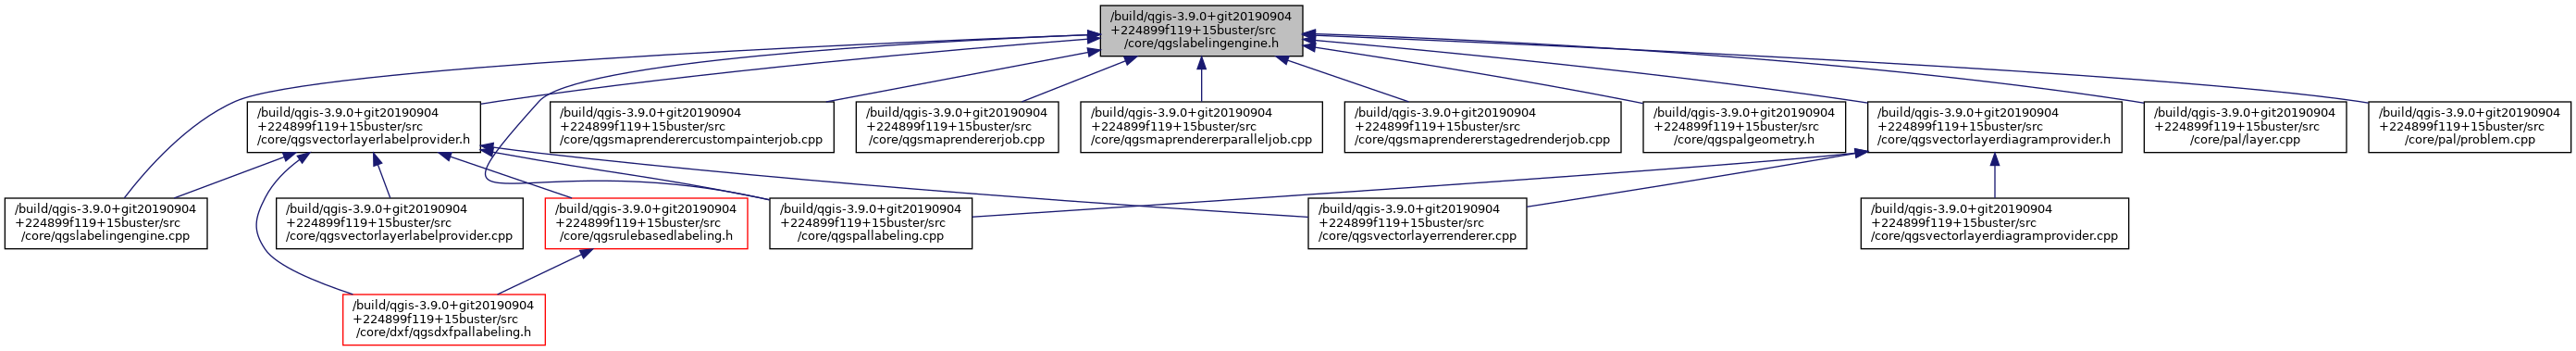 /build/qgis-3.9.0+git20190904
+224899f119+15buster/src
/core/qgslabelingengine.h
/build/qgis-3.9.0+git20190904
+224899f119+15buster/src
/core/qgsvectorlayerlabelprovider.h
/build/qgis-3.9.0+git20190904
+224899f119+15buster/src
/core/qgsmaprenderercustompainterjob.cpp
/build/qgis-3.9.0+git20190904
+224899f119+15buster/src
/core/qgsmaprendererjob.cpp
/build/qgis-3.9.0+git20190904
+224899f119+15buster/src
/core/qgsmaprendererparalleljob.cpp
/build/qgis-3.9.0+git20190904
+224899f119+15buster/src
/core/qgsmaprendererstagedrenderjob.cpp
/build/qgis-3.9.0+git20190904
+224899f119+15buster/src
/core/qgspalgeometry.h
/build/qgis-3.9.0+git20190904
+224899f119+15buster/src
/core/qgsvectorlayerdiagramprovider.h
/build/qgis-3.9.0+git20190904
+224899f119+15buster/src
/core/pal/layer.cpp
/build/qgis-3.9.0+git20190904
+224899f119+15buster/src
/core/pal/problem.cpp
/build/qgis-3.9.0+git20190904
+224899f119+15buster/src
/core/qgslabelingengine.cpp
/build/qgis-3.9.0+git20190904
+224899f119+15buster/src
/core/qgsvectorlayerlabelprovider.cpp
/build/qgis-3.9.0+git20190904
+224899f119+15buster/src
/core/qgsrulebasedlabeling.h
/build/qgis-3.9.0+git20190904
+224899f119+15buster/src
/core/qgspallabeling.cpp
/build/qgis-3.9.0+git20190904
+224899f119+15buster/src
/core/qgsvectorlayerrenderer.cpp
/build/qgis-3.9.0+git20190904
+224899f119+15buster/src
/core/qgsvectorlayerdiagramprovider.cpp
/build/qgis-3.9.0+git20190904
+224899f119+15buster/src
/core/dxf/qgsdxfpallabeling.h